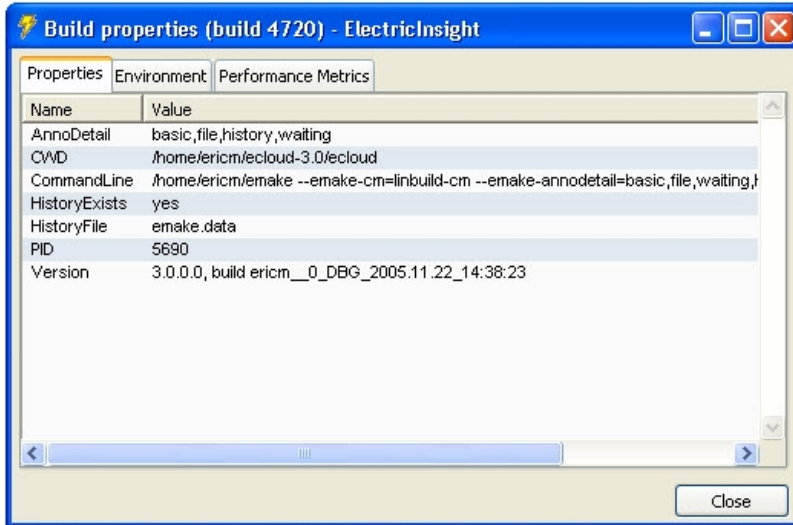 Build properties (build 4720) - ElectricInsight
Properties Environment Performance Metrics
Name Value
AnnoDetail basic,file,history,waiting
CWD /home/ericm/ecloud-3.0/ecloud
CommandLine /home/ericm/emake --emake-cm=linbuild-cm --emake-annodetail=basic,file,waiting,
HistoryExists yes
HistoryFile emake.data
PID 5690
Version 3.0.0.0, build ericm__0_DBG_2005.11.22_14:38:23
Close